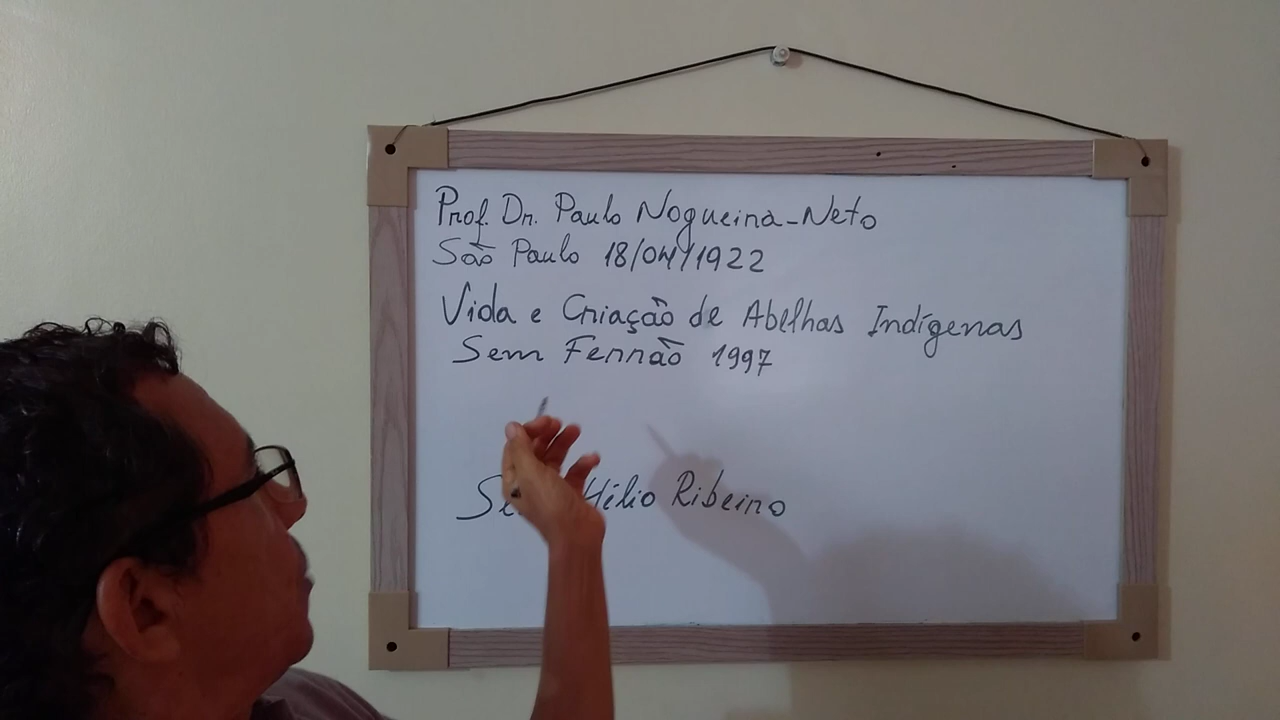 Prof. Dr. Paulo Nogueira-Neto
São Paulo 18/04/1922
Vida e Criação de Abelhas Indígenas
Sem Ferrão 1997
Hélio Ribeiro